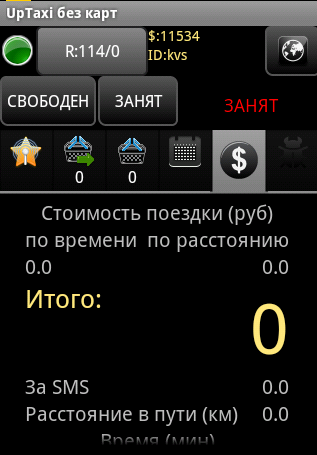 UpTaxi без карт
R:114/0
$:11534
ID:kvs
СВОБОДЕН
ЗАНЯТ
ЗАНЯТ
0
0
$
Стоимость поездки (руб)
по времени по расстоянию
0.0 0.0
Итого:
0
За SMS 0.0
Расстояние в пути (км) 0.0
Время (мин)